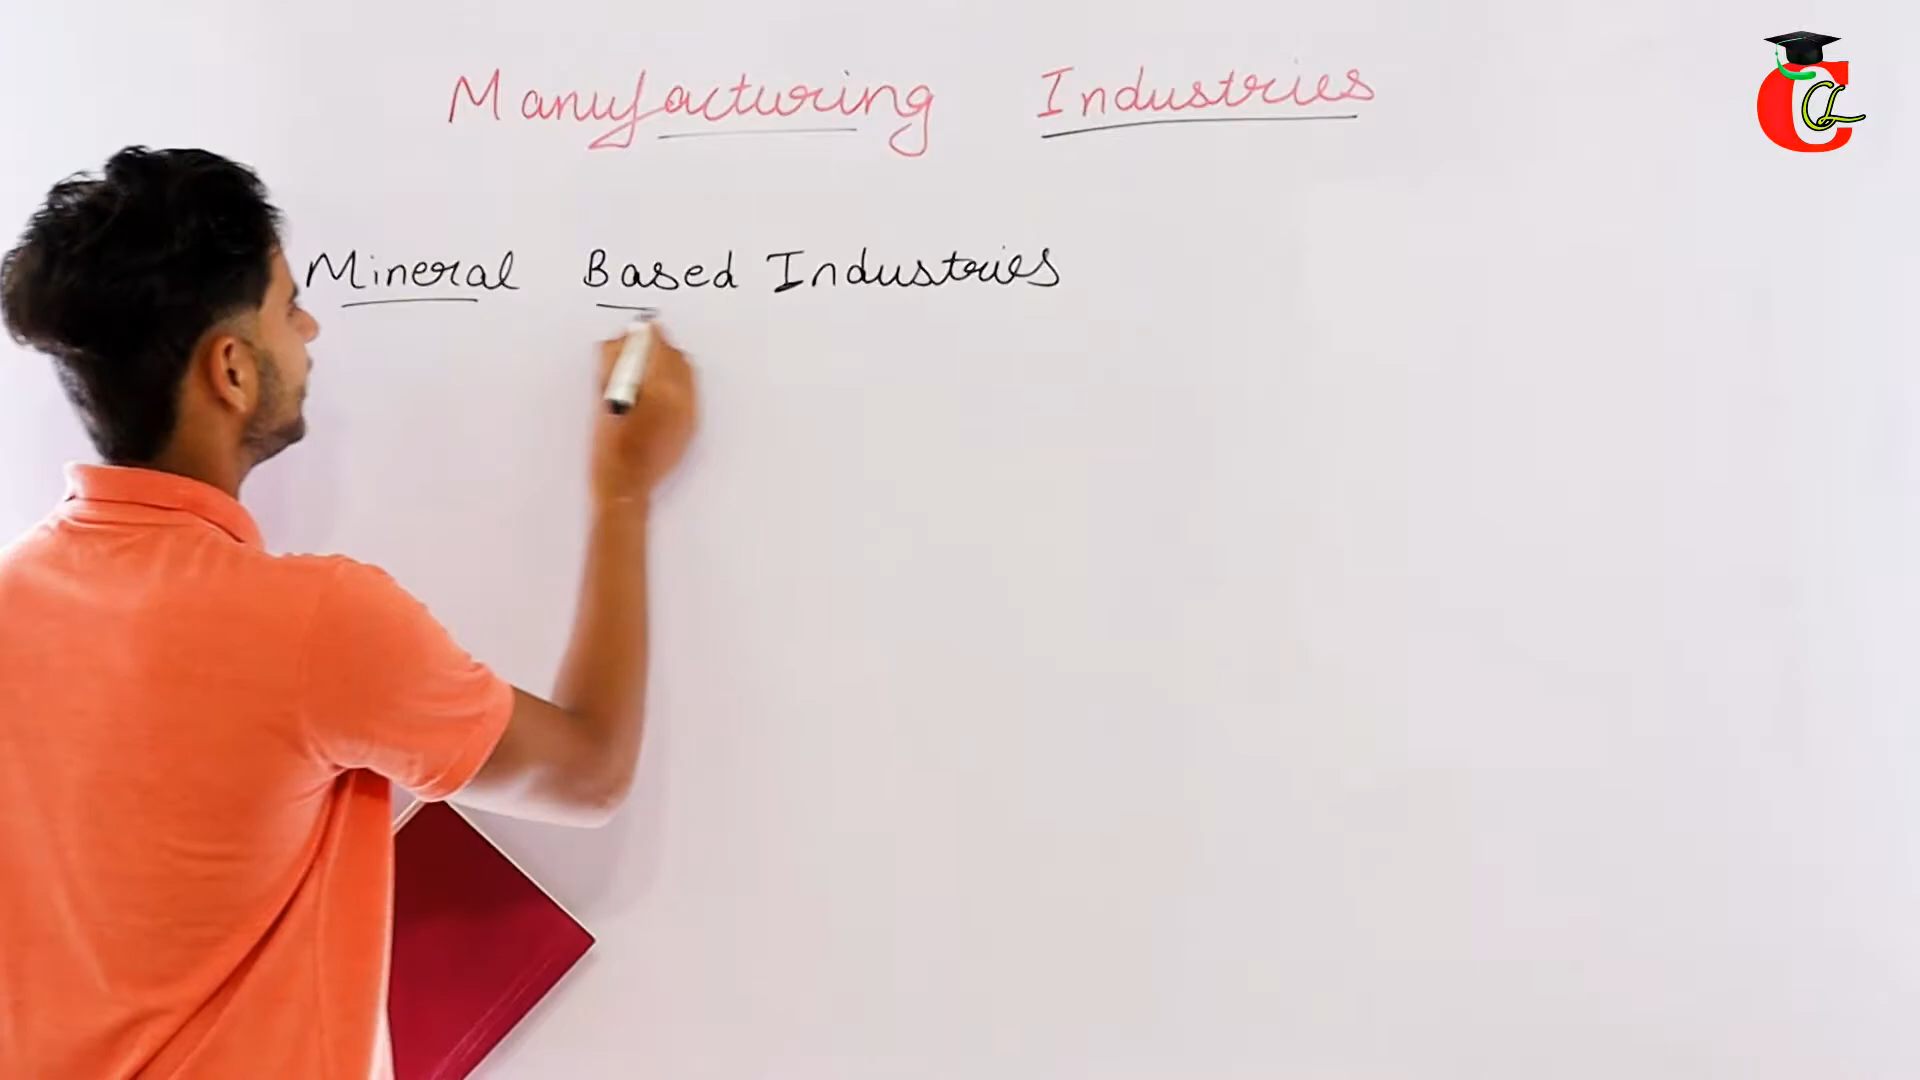 Manufacturing Industries
Mineral Based Industries